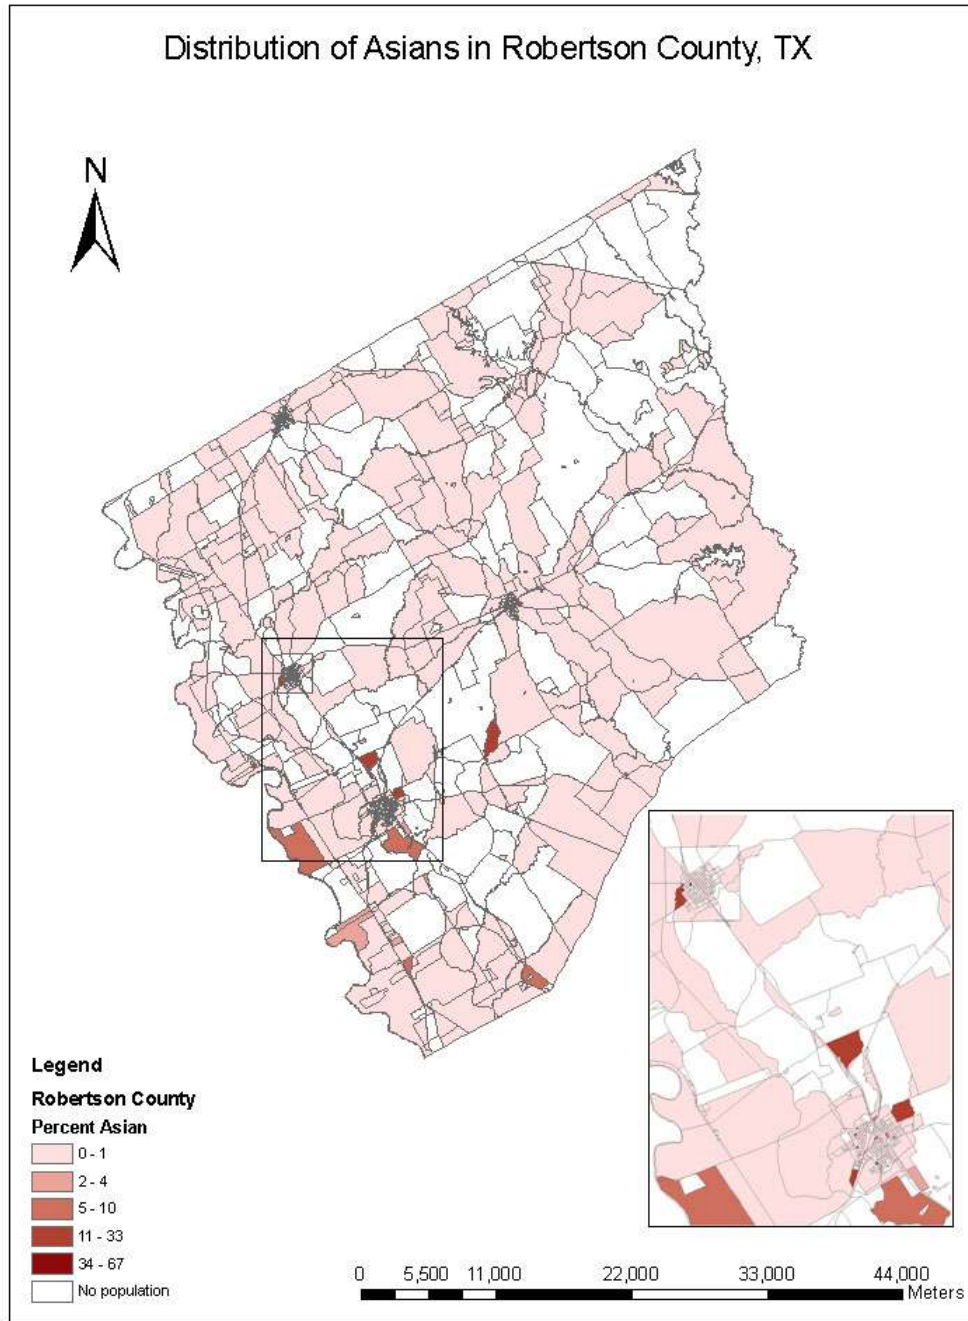 Distribution of Asians in Robertson County, TX
N
Legend
Robertson County
Percent Asian
0 - 1
2 - 4
5 - 10
11 - 33
34 - 67
No population
0 5,500 11,000 22,000 33,000 44,000
Meters